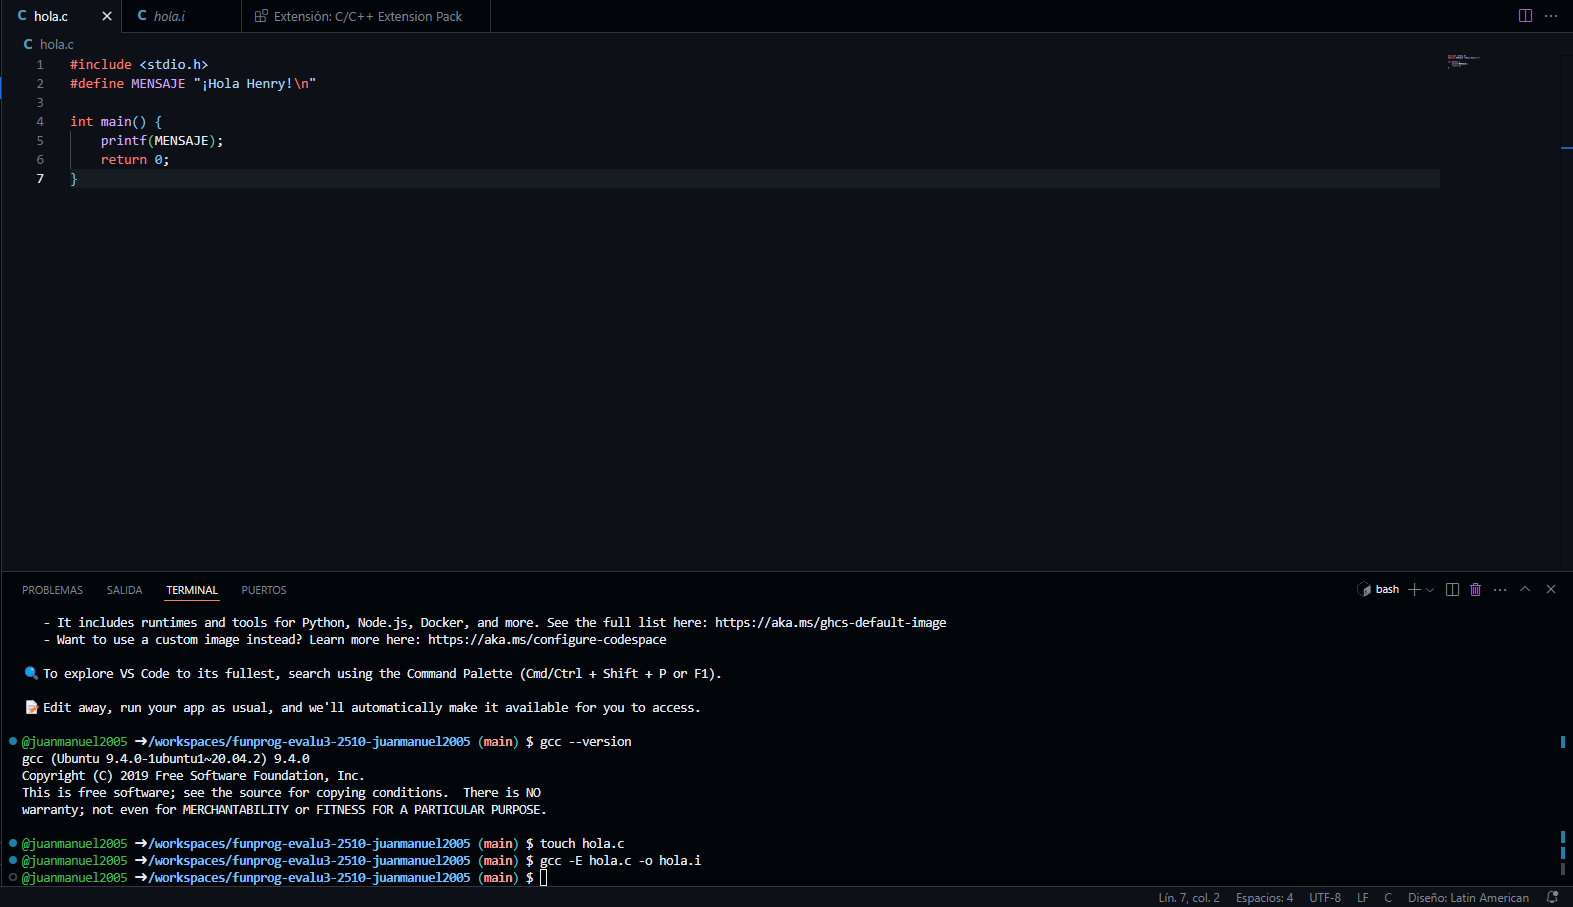 hola.c
hola.i
Extensión: C/C++ Extension Pack
hola.c
1 #include <stdio.h>
2 #define MENSAJE "¡Hola Henry!\n"
3
4 int main() {
5 printf(MENSAJE);
6 return 0;
7 }
PROBLEMAS SALIDA TERMINAL PUERTOS bash
- It includes runtimes and tools for Python, Node.js, Docker, and more. See the full list here: https://aka.ms/ghcs-default-image
- Want to use a custom image instead? Learn more here: https://aka.ms/configure-codespace
To explore VS Code to its fullest, search using the Command Palette (Cmd/Ctrl + Shift + P or F1).
Edit away, run your app as usual, and we'll automatically make it available for you to access.
@juanmanuel2005 ➜/workspaces/funprog-evalu3-2510-juanmanuel2005 (main) $ gcc --version
gcc (Ubuntu 9.4.0-1ubuntu1~20.04.2) 9.4.0
Copyright (C) 2019 Free Software Foundation, Inc.
This is free software; see the source for copying conditions.  There is NO
warranty; not even for MERCHANTABILITY or FITNESS FOR A PARTICULAR PURPOSE.
@juanmanuel2005 ➜/workspaces/funprog-evalu3-2510-juanmanuel2005 (main) $ touch hola.c
@juanmanuel2005 ➜/workspaces/funprog-evalu3-2510-juanmanuel2005 (main) $ gcc -E hola.c -o hola.i
@juanmanuel2005 ➜/workspaces/funprog-evalu3-2510-juanmanuel2005 (main) $
Lín. 7, col. 2 Espacios: 4 UTF-8 LF C Diseño: Latin American